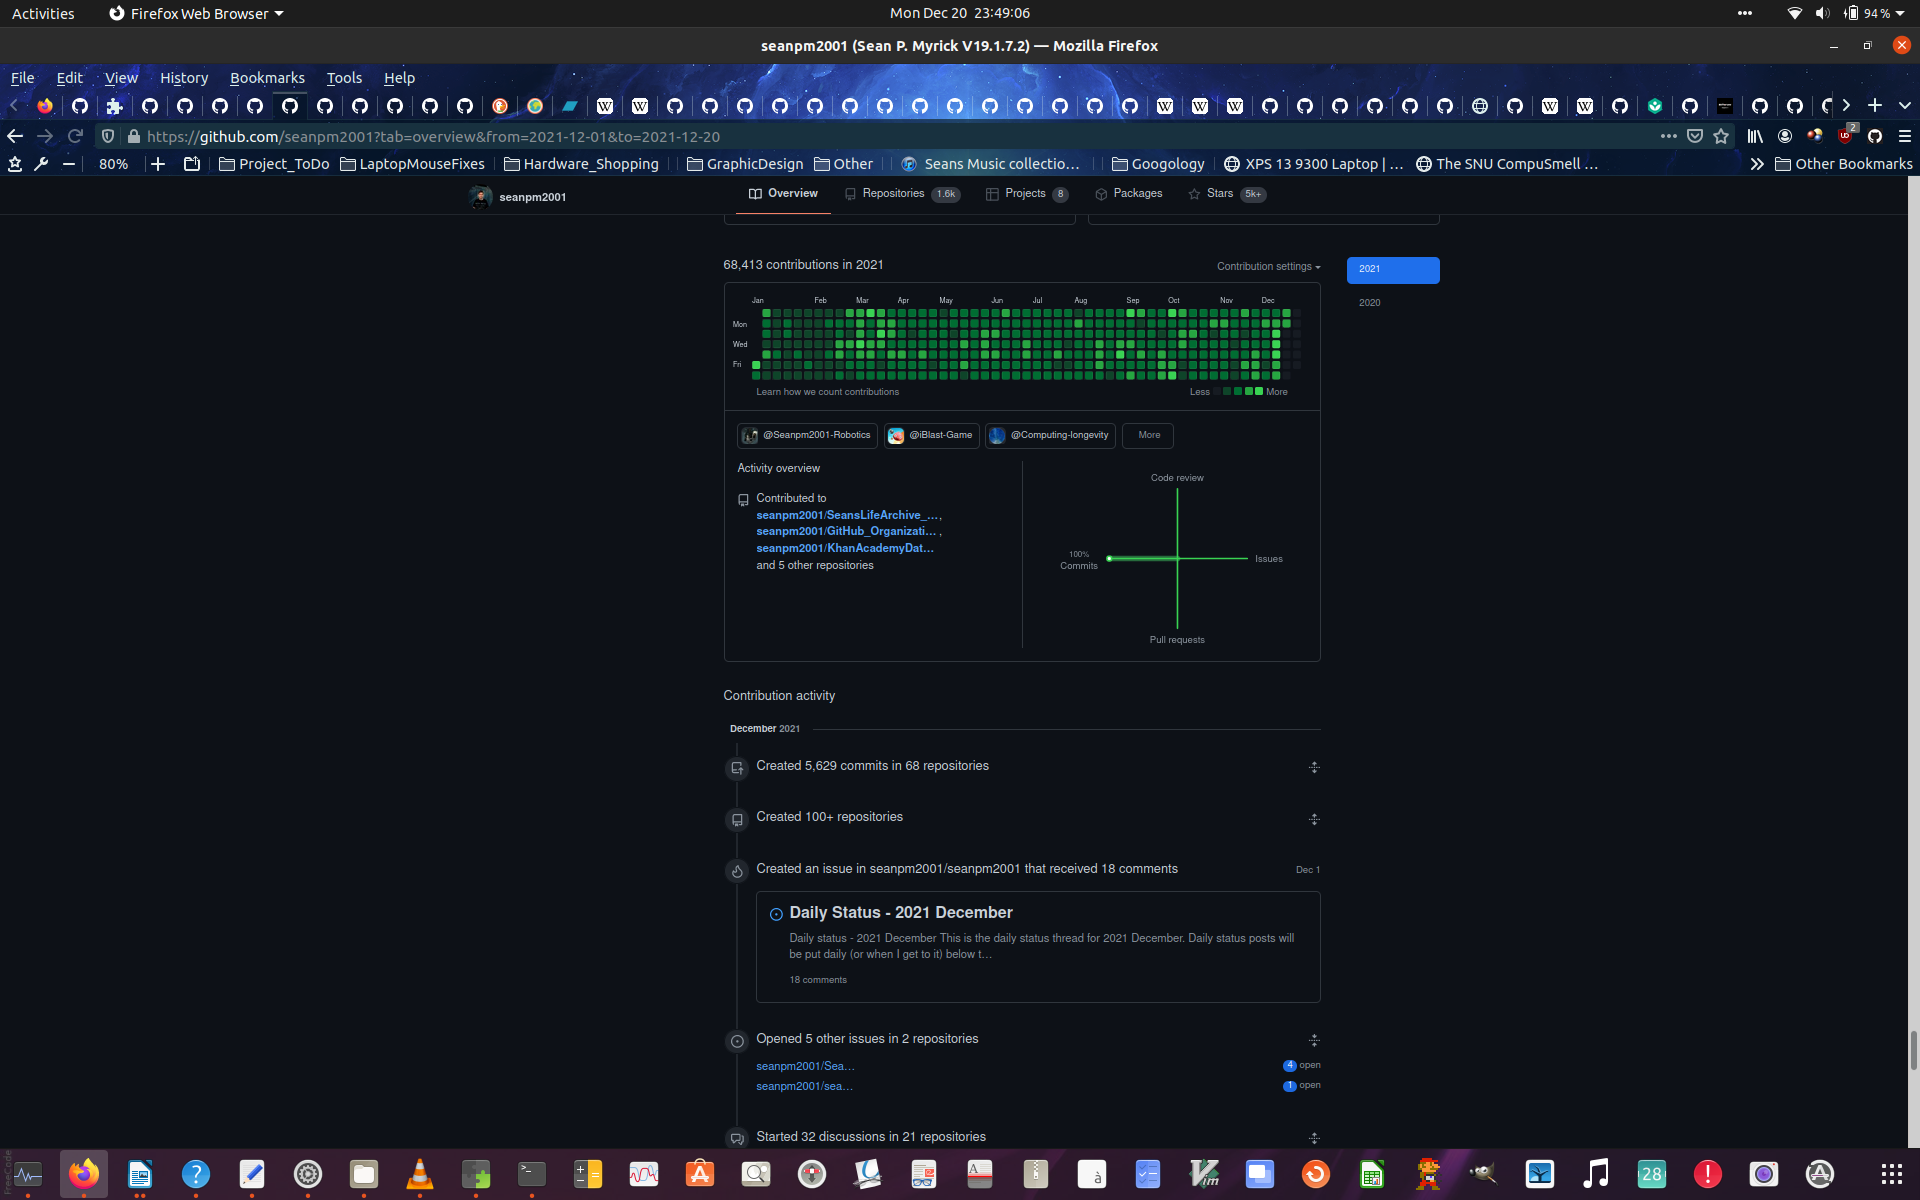 Activities
Firefox Web Browser
Mon Dec 20 23:49:06
94 %
seanpm2001 (Sean P. Myrick V19.1.7.2) — Mozilla Firefox
File Edit View History Bookmarks Tools Help
https://github.com/seanpm2001?tab=overview&from=2021-12-01&to=2021-12-20
2
80% Project_ToDo LaptopMouseFixes Hardware_Shopping GraphicDesign Other Seans Music collectio… Googology XPS 13 9300 Laptop | … The SNU CompuSmell … Other Bookmarks
seanpm2001
Overview Repositories 1.6k Projects 8 Packages Stars 5k+
68,413 contributions in 2021
Contribution settings
2021
2020
Jan Feb Mar Apr May Jun Jul Aug Sep Oct Nov Dec
Mon
Wed
Fri
Learn how we count contributions
Less More
@Seanpm2001-Robotics @iBlast-Game @Computing-longevity More
Activity overview
Contributed to
seanpm2001/SeansLifeArchive_…,
seanpm2001/GitHub_Organizati… ,
seanpm2001/KhanAcademyDat…
and 5 other repositories
Code review
100%
Commits
Issues
Pull requests
Contribution activity
December 2021
Created 5,629 commits in 68 repositories
Created 100+ repositories
Created an issue in seanpm2001/seanpm2001 that received 18 comments
Dec 1
Daily Status - 2021 December
Daily status - 2021 December This is the daily status thread for 2021 December. Daily status posts will
be put daily (or when I get to it) below t…
18 comments
Opened 5 other issues in 2 repositories
seanpm2001/Sea…
4 open
seanpm2001/sea…
1 open
Started 32 discussions in 21 repositories
FreeCode
28